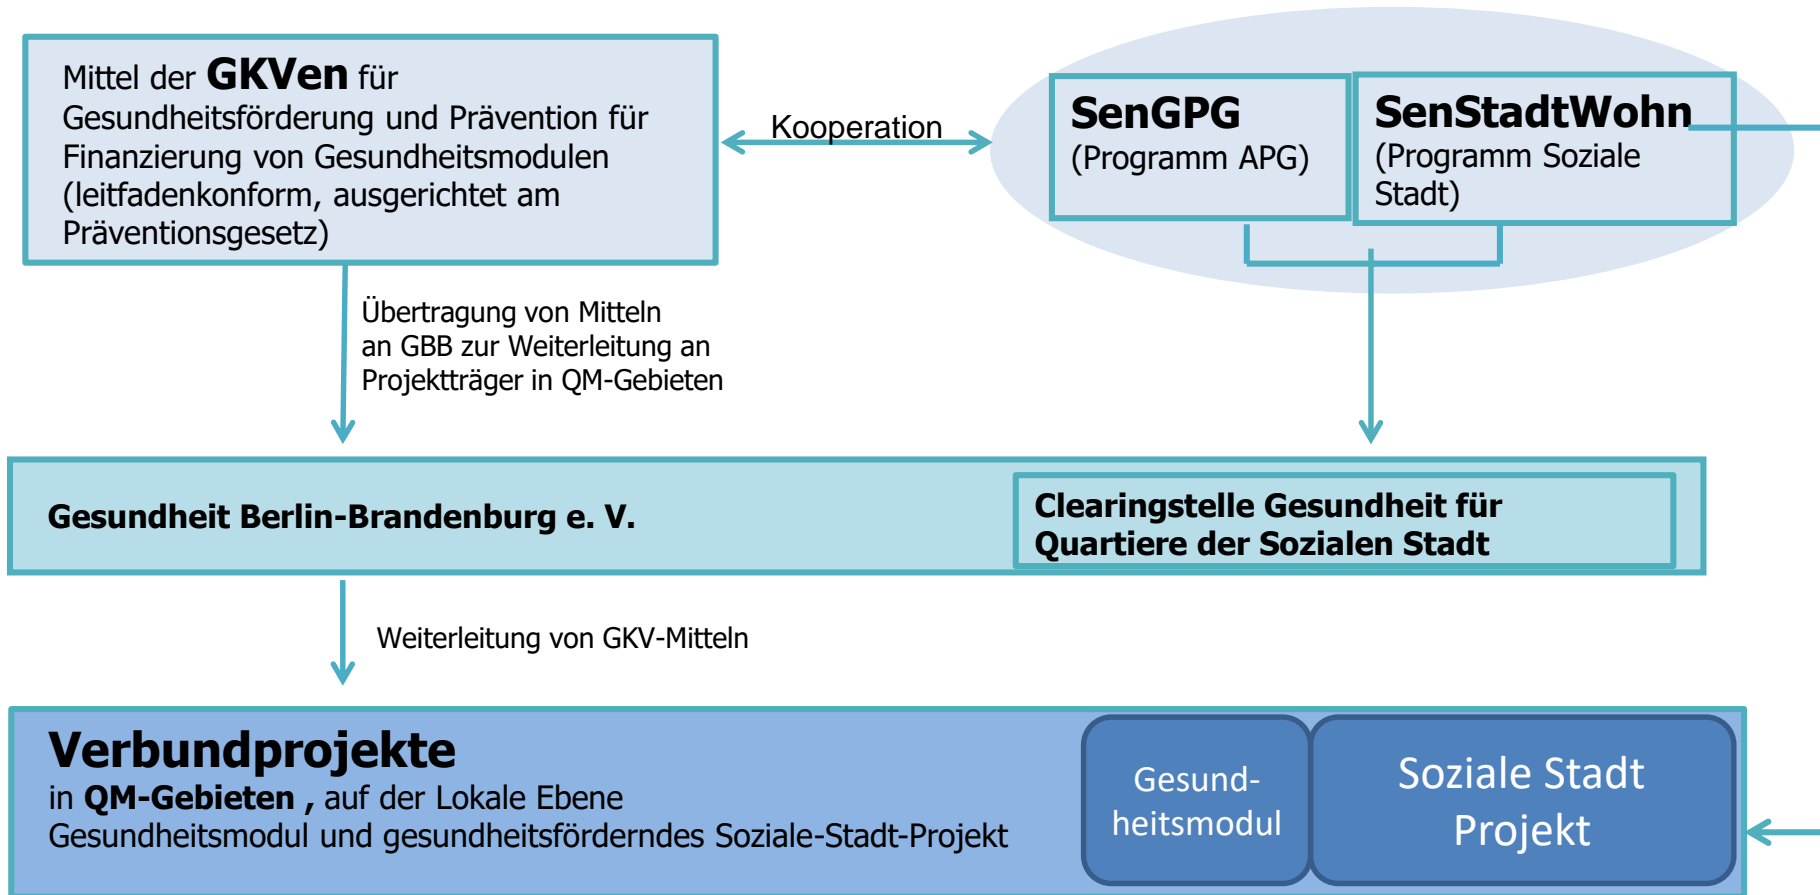 Mittel der GKVen für
Gesundheitsförderung und Prävention für
Finanzierung von Gesundheitsmodulen
(leitfadenkonform, ausgerichtet am
Präventionsgesetz)
Kooperation
SenGPG
(Programm APG)
SenStadtWohn
(Programm Soziale
Stadt)
Übertragung von Mitteln
an GBB zur Weiterleitung an
Projektträger in QM-Gebieten
Gesundheit Berlin-Brandenburg e. V.
Clearingstelle Gesundheit für
Quartiere der Sozialen Stadt
Weiterleitung von GKV-Mitteln
Verbundprojekte
in QM-Gebieten , auf der Lokale Ebene
Gesundheitsmodul und gesundheitsförderndes Soziale-Stadt-Projekt
Gesund-
heitsmodul
Soziale Stadt
Projekt